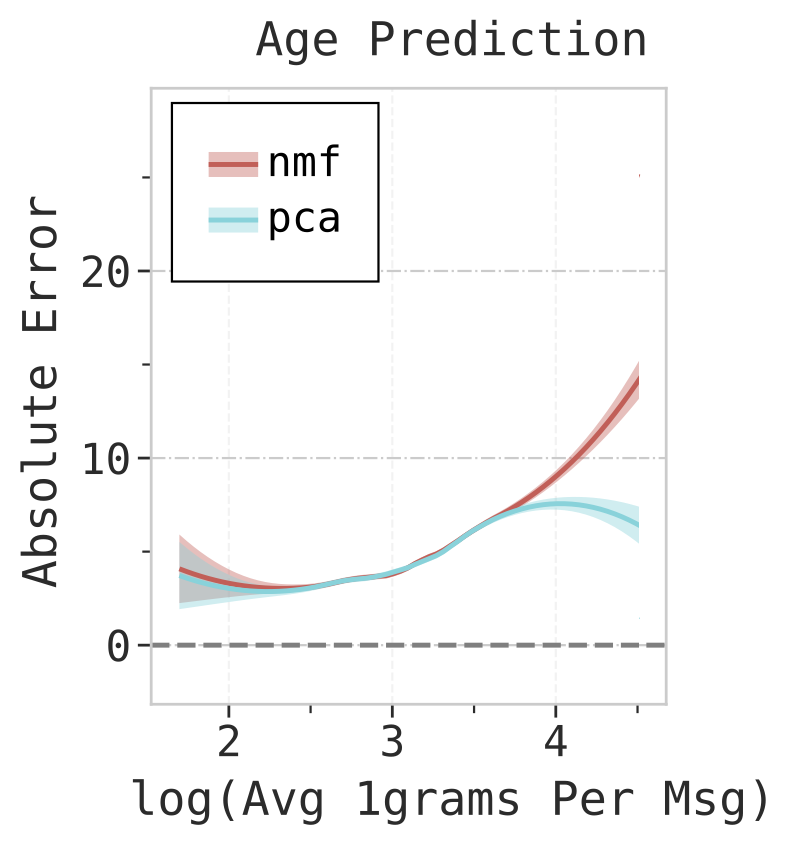 Age Prediction
nmf
pca
Absolute Error
20
10
0
2 3 4
log(Avg 1grams Per Msg)